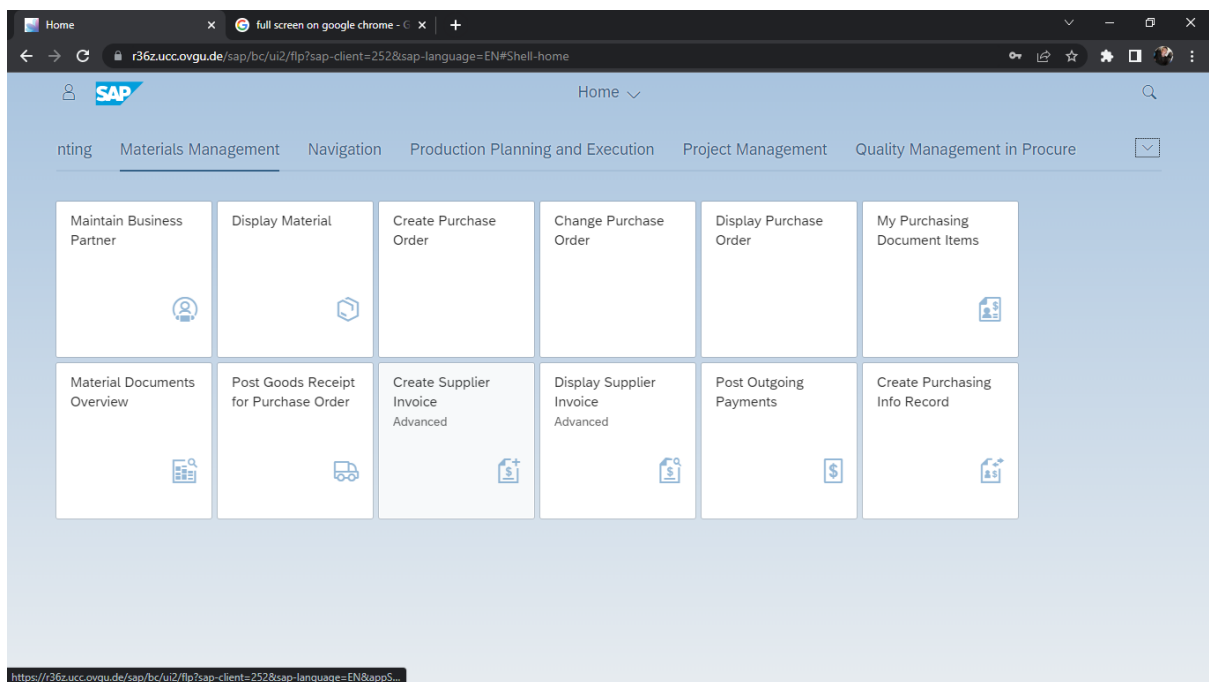 Home
full screen on google chrome - G
r36z.ucc.ovgu.de/sap/bc/ui2/flp?sap-client=252&sap-language=EN#Shell-home
SAP
Home
nting
Materials Management
Navigation
Production Planning and Execution
Project Management
Quality Management in Procure
Maintain Business
Partner
Display Material
Create Purchase
Order
Change Purchase
Order
Display Purchase
Order
My Purchasing
Document Items
Material Documents
Overview
Post Goods Receipt
for Purchase Order
Create Supplier
Invoice
Advanced
Display Supplier
Invoice
Advanced
Post Outgoing
Payments
Create Purchasing
Info Record
https://r36z.ucc.ovgu.de/sap/bc/ui2/flp?sap-client=252&sap-language=EN&appS...